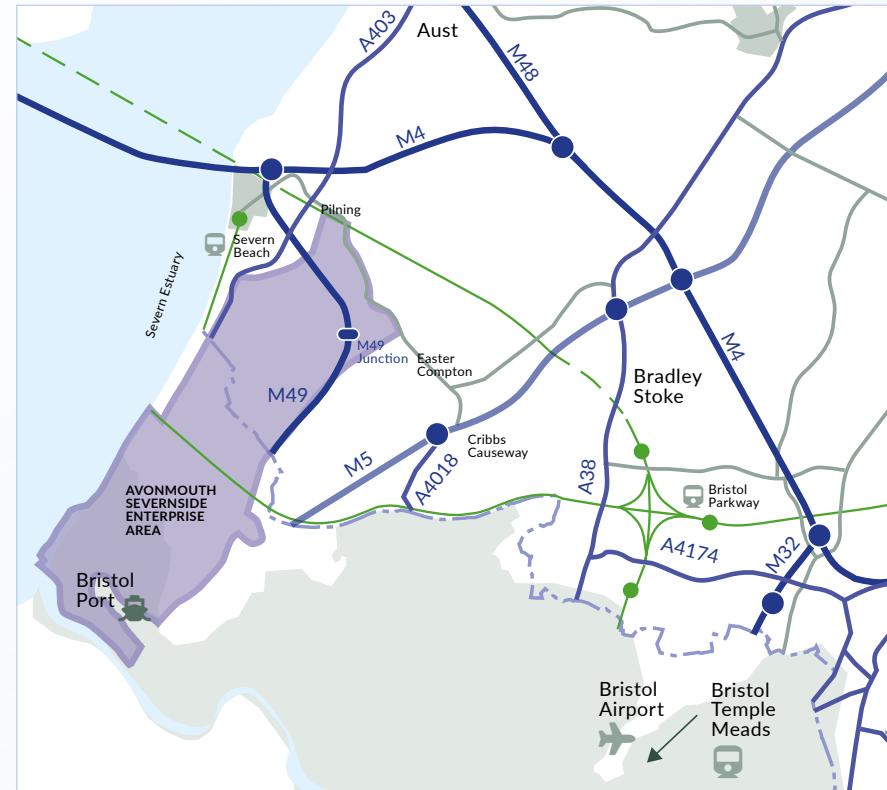 A403
Aust
M48
M4
Pilning
Severn
Beach
Severn Estuary
M49
Junction
Easter
Compton
M4
Bradley
Stoke
M49
M5
A4018
Cribbs
Causeway
A38
AVONMOUTH
SEVERNSIDE
ENTERPRISE
AREA
Bristol
Parkway
A4174
M32
Bristol
Port
Bristol
Airport
Bristol
Temple
Meads